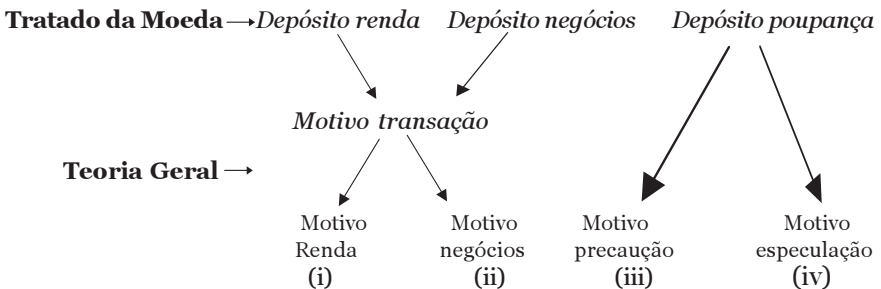 Tratado da Moeda Depósito renda Depósito negócios Depósito poupança
Motivo transação
Teoria Geral
Motivo Motivo Motivo Motivo
Renda negócios precaução especulação
(i) (ii) (iii) (iv)